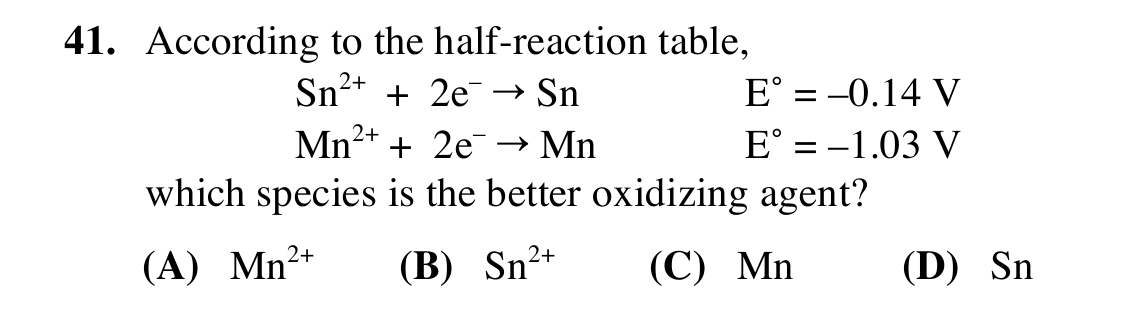 41. According to the half-reaction table,
Sn²⁺ + 2e⁻ → Sn E° = –0.14 V
Mn²⁺ + 2e⁻ → Mn E° = –1.03 V
which species is the better oxidizing agent?
(A) Mn²⁺ (B) Sn²⁺ (C) Mn (D) Sn